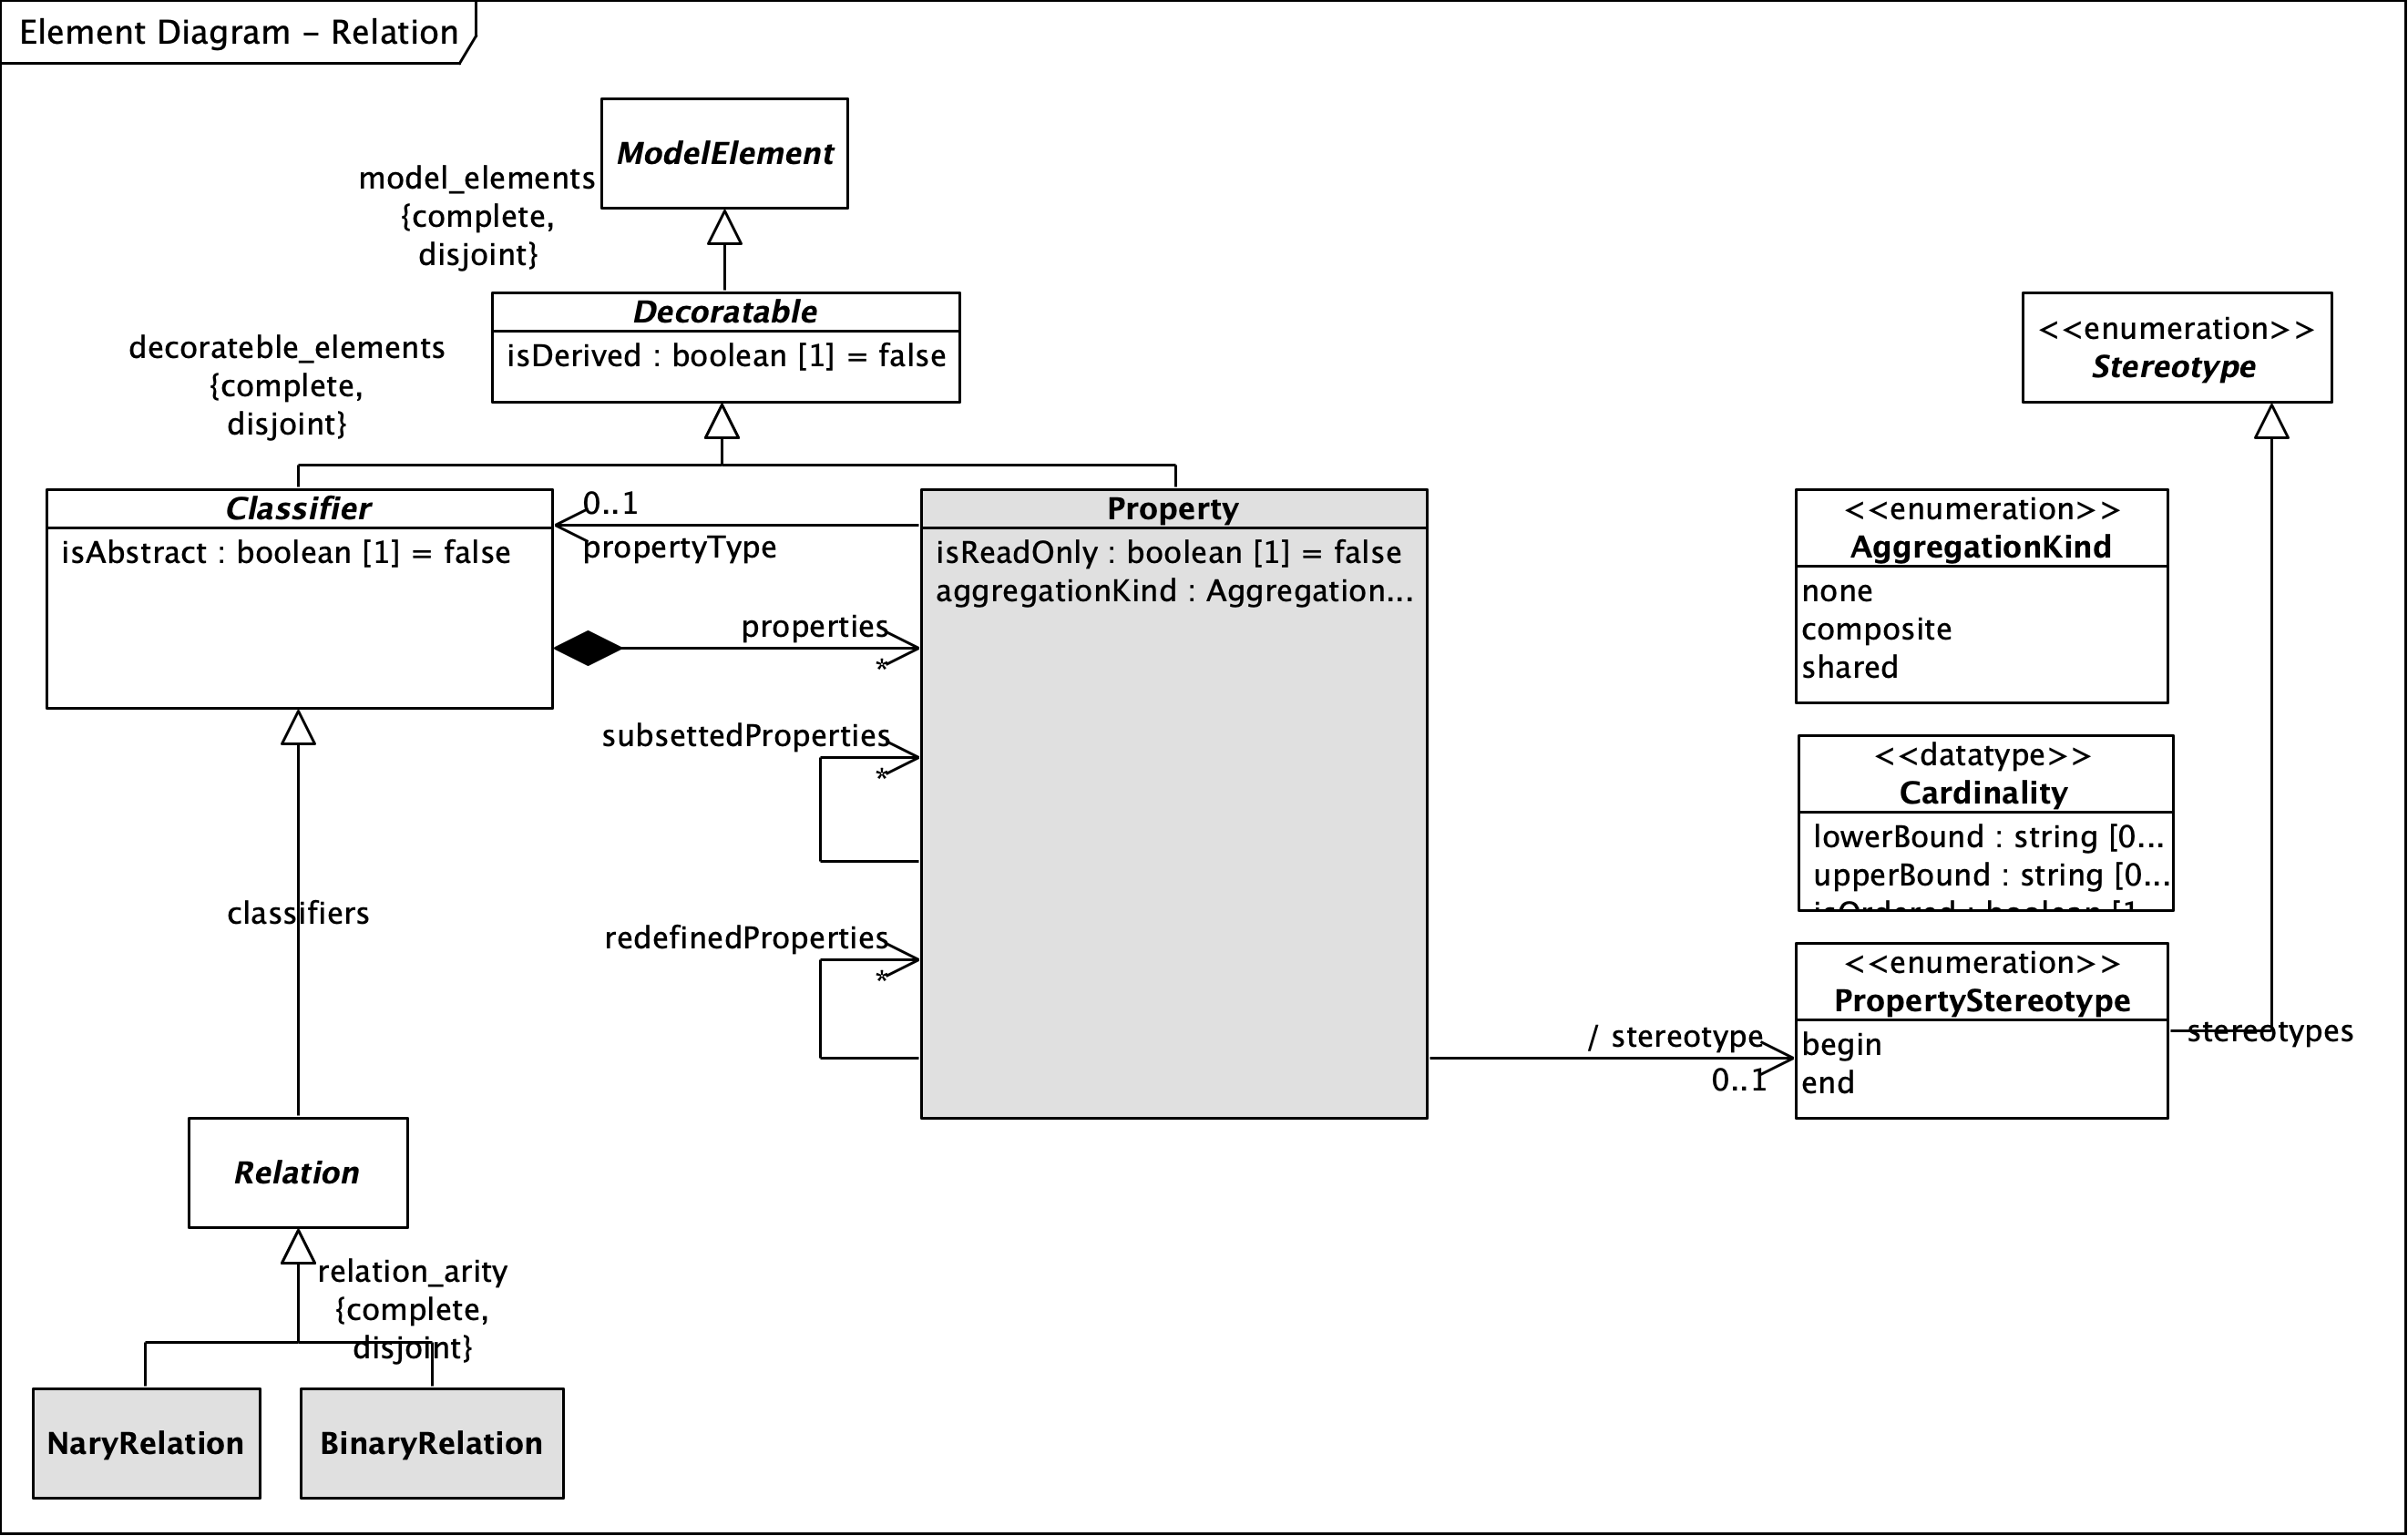 Element Diagram – Relation
ModelElement
model_elements
{complete,
disjoint}
Decoratable
isDerived : boolean [1] = false
decorateble_elements
{complete,
disjoint}
<<enumeration>>
Stereotype
Classifier
isAbstract : boolean [1] = false
0..1
propertyType
Property
isReadOnly : boolean [1] = false
aggregationKind : Aggregation...
properties
*
subsettedProperties
*
redefinedProperties
*
<<enumeration>>
AggregationKind
none
composite
shared
<<datatype>>
Cardinality
lowerBound : string [0...
upperBound : string [0...
isOrdered : boolean [1
<<enumeration>>
PropertyStereotype
begin
end
/ stereotype
0..1
stereotypes
classifiers
Relation
relation_arity
{complete,
disjoint}
NaryRelation
BinaryRelation